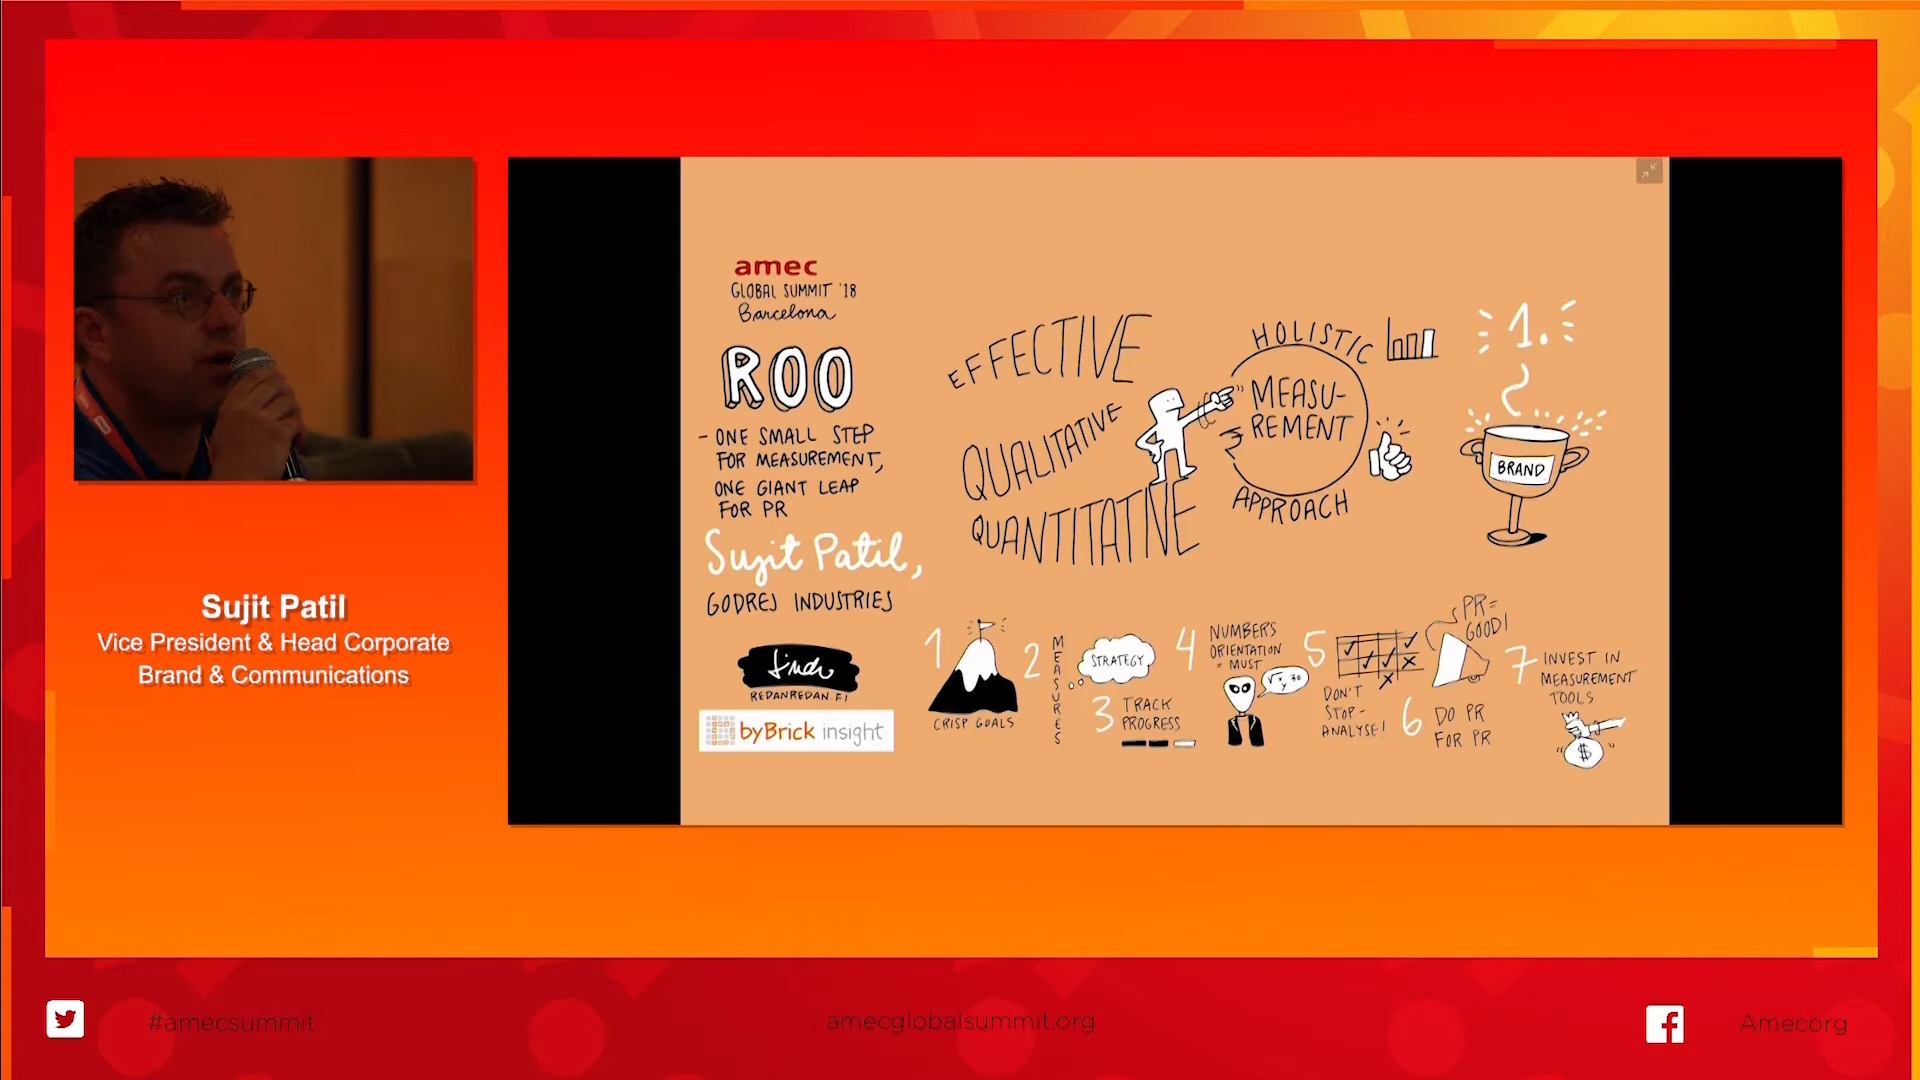 amec
GLOBAL SUMMIT '18
Barcelona
ROO
- ONE SMALL STEP
FOR MEASUREMENT,
ONE GIANT LEAP
FOR PR
Sujit Patil,
GODREJ INDUSTRIES
REDANREDAN.FI
byBrick insight
EFFECTIVE
QUALITATIVE
QUANTITATIVE
HOLISTIC
MEASU-
REMENT
APPROACH
1.
BRAND
1
CRISP GOALS
2
MEASURES
STRATEGY
3
TRACK
PROGRESS
4
NUMBERS
ORIENTATION
= MUST
5
DON'T
STOP -
ANALYSE!
PR =
GOOD!
6
DO PR
FOR PR
7
INVEST IN
MEASUREMENT
TOOLS
$
Sujit Patil
Vice President & Head Corporate
Brand & Communications
#amecsummit
amecglobalsummit.org
Amecorg